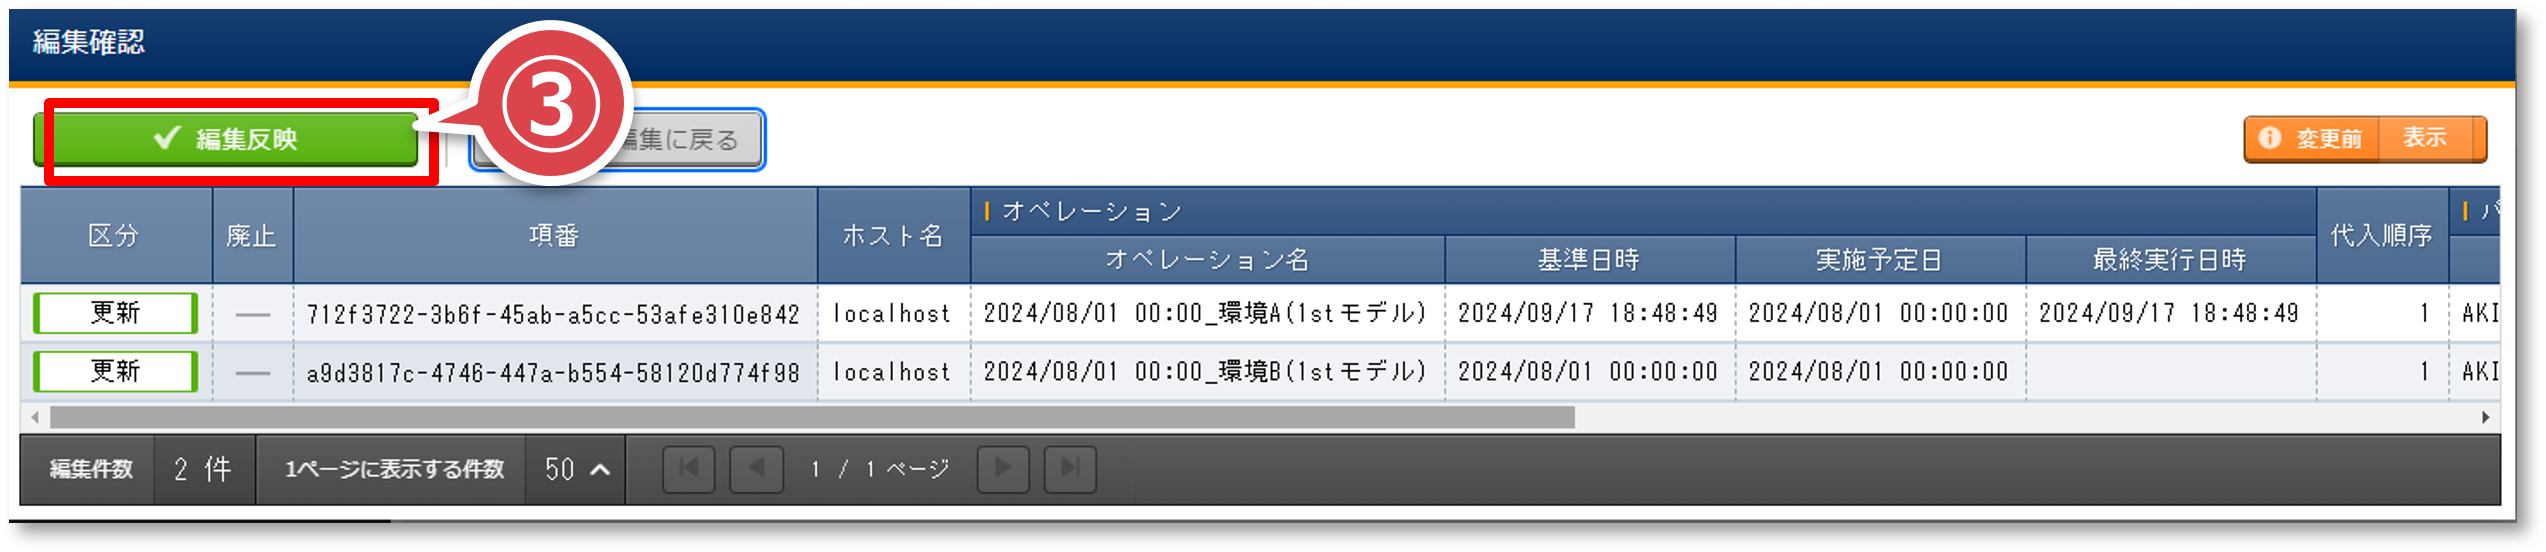 編集確認
③
編集反映
編集に戻る
変更前 表示
区分 廃止 項番 ホスト名 オペレーション 代入順序 パ
オペレーション名 基準日時 実施予定日 最終実行日時
更新 — 712f3722-3b6f-45ab-a5cc-53afe310e842 localhost 2024/08/01 00:00_環境A(1stモデル) 2024/09/17 18:48:49 2024/08/01 00:00:00 2024/09/17 18:48:49 1 AKI
更新 — a9d3817c-4746-447a-b554-58120d774f98 localhost 2024/08/01 00:00_環境B(1stモデル) 2024/08/01 00:00:00 2024/08/01 00:00:00 1 AKI
編集件数 2 件 1ページに表示する件数 50 1 / 1 ページ